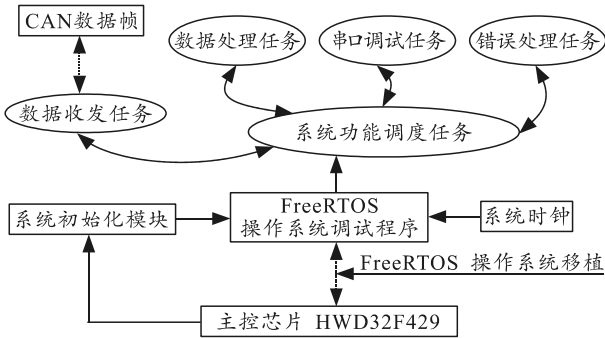 CAN数据帧
数据处理任务
串口调试任务
错误处理任务
数据收发任务
系统功能调度任务
系统初始化模块
FreeRTOS
操作系统调试程序
系统时钟
FreeRTOS 操作系统移植
主控芯片 HWD32F429